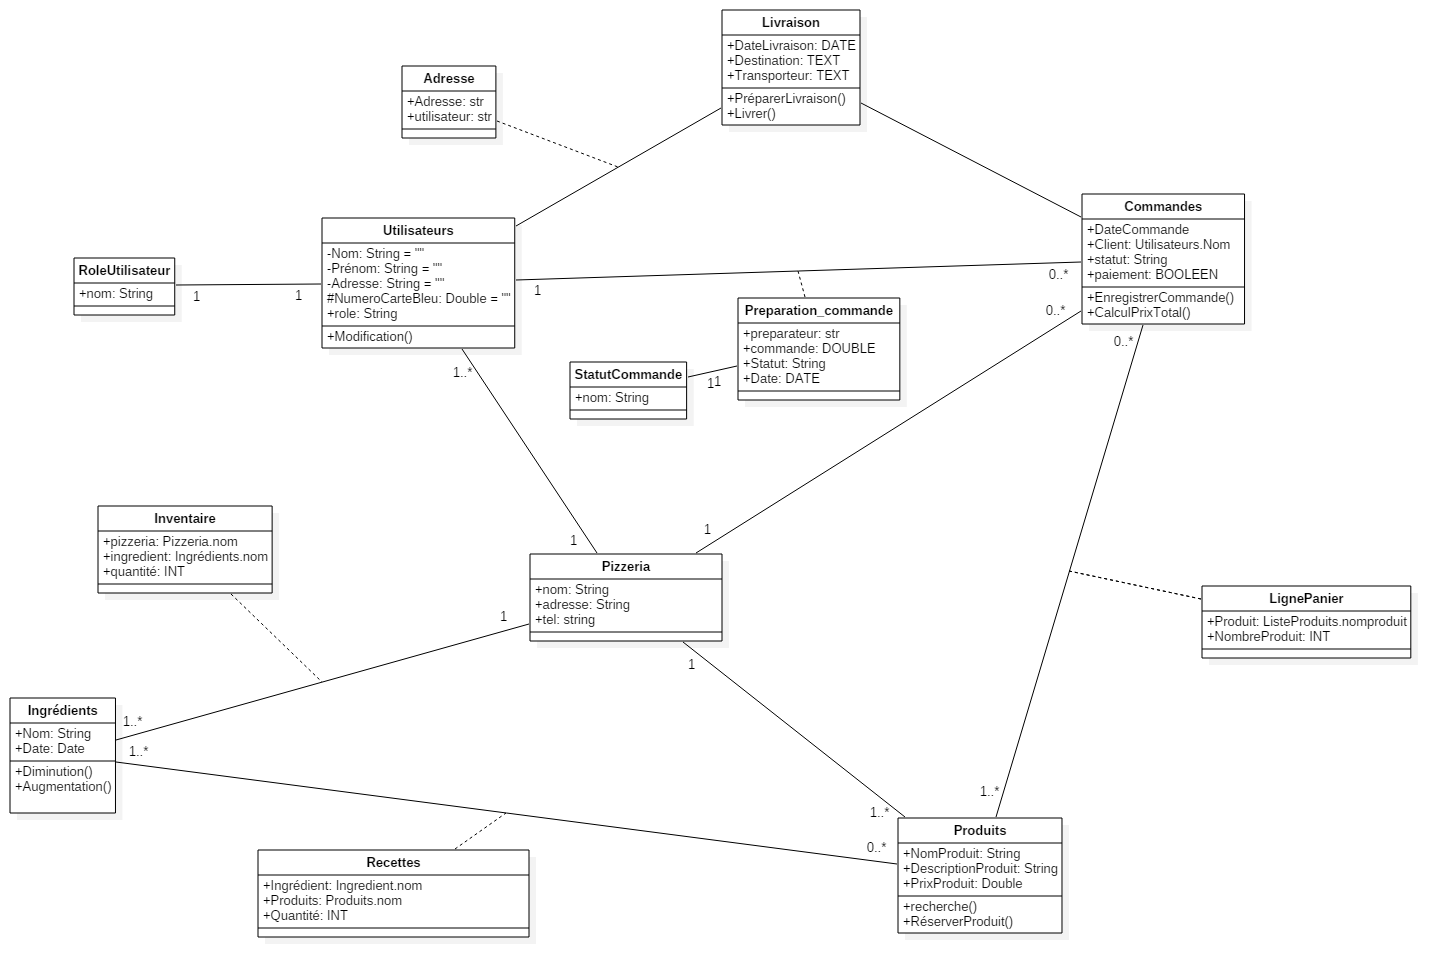 Livraison
+DateLivraison: DATE
+Destination: TEXT
+Transporteur: TEXT
+PréparerLivraison()
+Livrer()
Adresse
+Adresse: str
+utilisateur: str
Commandes
+DateCommande
+Client: Utilisateurs.Nom
+statut: String
+paiement: BOOLEEN
+EnregistrerCommande()
+CalculPrixTotal()
Utilisateurs
-Nom: String = ""
-Prénom: String = ""
-Adresse: String = ""
#NumeroCarteBleu: Double = ""
+role: String
+Modification()
RoleUtilisateur
+nom: String
1
1
1
0..*
Preparation_commande
+preparateur: str
+commande: DOUBLE
+Statut: String
+Date: DATE
StatutCommande
+nom: String
1
1
0..*
0..*
1..*
1
1
Inventaire
+pizzeria: Pizzeria.nom
+ingredient: Ingrédients.nom
+quantité: INT
Pizzeria
+nom: String
+adresse: String
+tel: string
1
1
LignePanier
+Produit: ListeProduits.nomproduit
+NombreProduit: INT
Ingrédients
+Nom: String
+Date: Date
+Diminution()
+Augmentation()
1..*
1..*
1..*
1..*
0..*
Produits
+NomProduit: String
+DescriptionProduit: String
+PrixProduit: Double
+recherche()
+RéserverProduit()
Recettes
+Ingrédient: Ingredient.nom
+Produits: Produits.nom
+Quantité: INT